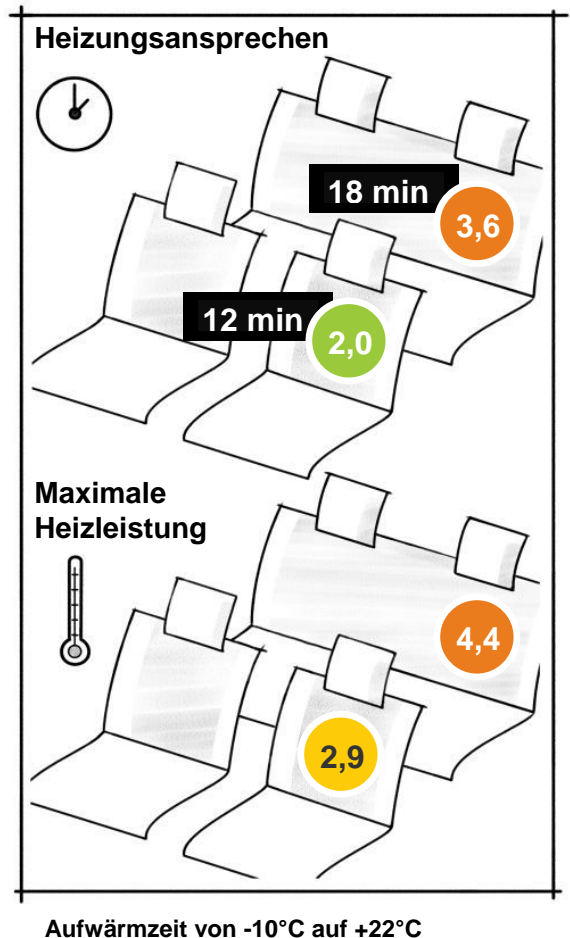 Heizungsansprechen
18 min
3,6
12 min
2,0
Maximale
Heizleistung
4,4
2,9
Aufwärmzeit von -10°C auf +22°C